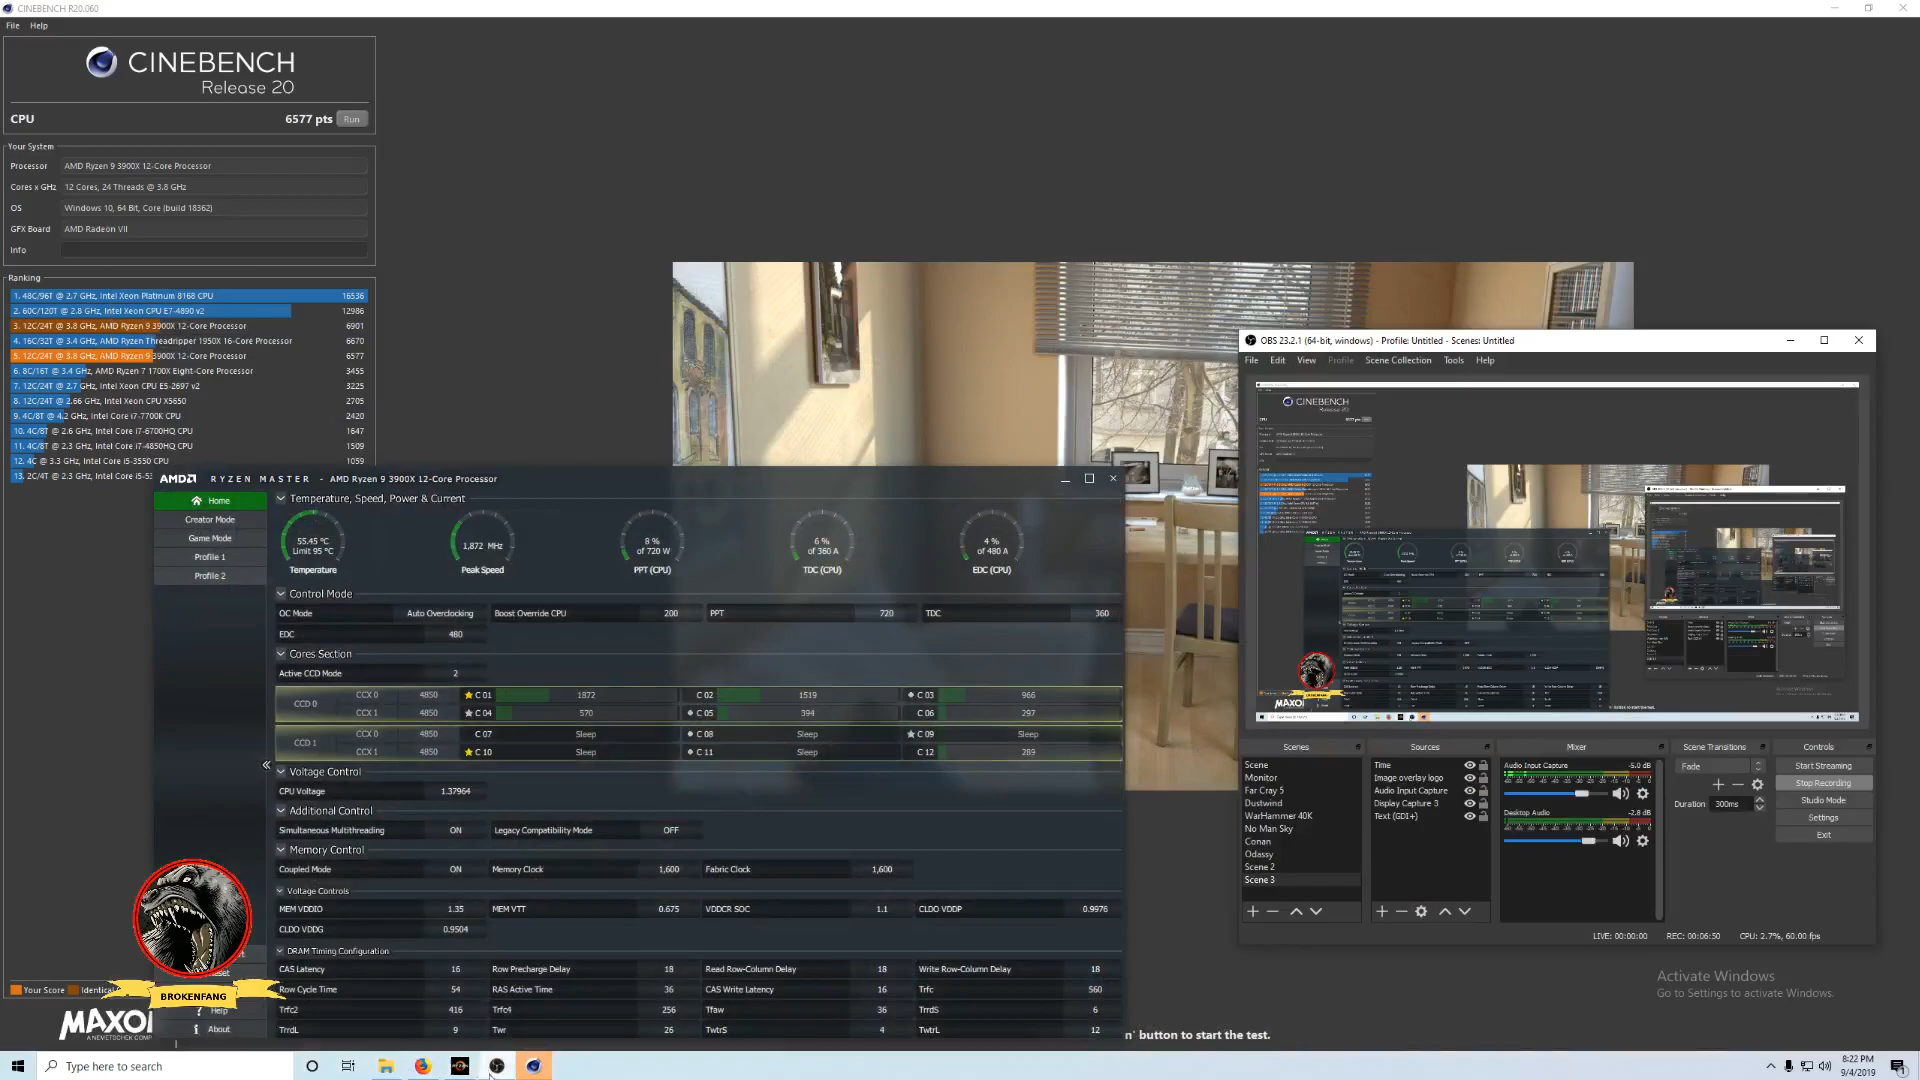 CINEBENCH R20.060
File Help
CINEBENCH
Release 20
CPU 6577 pts Run
Your System
Processor AMD Ryzen 9 3900X 12-Core Processor
Cores x GHz 12 Cores, 24 Threads @ 3.8 GHz
OS Windows 10, 64 Bit, Core (build 18362)
GFX Board AMD Radeon VII
Info
Ranking
1. 48C/96T @ 2.7 GHz, Intel Xeon Platinum 8168 CPU 16536
2. 60C/120T @ 2.8 GHz, Intel Xeon CPU E7-4890 v2 12986
3. 12C/24T @ 3.8 GHz, AMD Ryzen 9 3900X 12-Core Processor 6901
4. 16C/32T @ 3.4 GHz, AMD Ryzen Threadripper 1950X 16-Core Processor 6670
5. 12C/24T @ 3.8 GHz, AMD Ryzen 9 3900X 12-Core Processor 6577
6. 8C/16T @ 3.4 GHz, AMD Ryzen 7 1700X Eight-Core Processor 3455
7. 12C/24T @ 2.7 GHz, Intel Xeon CPU E5-2697 v2 3225
8. 12C/24T @ 2.66 GHz, Intel Xeon CPU X5650 2705
9. 4C/8T @ 4.2 GHz, Intel Core i7-7700K CPU 2420
10. 4C/8T @ 2.6 GHz, Intel Core i7-6700HQ CPU 1647
11. 4C/8T @ 2.3 GHz, Intel Core i7-4850HQ CPU 1509
12. 4C @ 3.3 GHz, Intel Core i5-3550 CPU 1059
13. 2C/4T @ 2.3 GHz, Intel Core i5-5
AMD RYZEN MASTER - AMD Ryzen 9 3900X 12-Core Processor
Home
Creator Mode
Game Mode
Profile 1
Profile 2
Temperature, Speed, Power & Current
55.45 °C
Limit 95 °C
Temperature
1,872 MHz
Peak Speed
8 %
of 720 W
PPT (CPU)
6 %
of 360 A
TDC (CPU)
4 %
of 480 A
EDC (CPU)
Control Mode
OC Mode Auto Overclocking Boost Override CPU 200 PPT 720 TDC 360
EDC 480
Cores Section
Active CCD Mode 2
CCD 0
CCX 0 4850 C 01 1872 C 02 1519 C 03 966
CCX 1 4850 C 04 570 C 05 394 C 06 297
CCD 1
CCX 0 4850 C 07 Sleep C 08 Sleep C 09 Sleep
CCX 1 4850 C 10 Sleep C 11 Sleep C 12 289
Voltage Control
CPU Voltage 1.37964
Additional Control
Simultaneous Multithreading ON Legacy Compatibility Mode OFF
Memory Control
Coupled Mode ON Memory Clock 1,600 Fabric Clock 1,600
Voltage Controls
MEM VDDIO 1.35 MEM VTT 0.675 VDDCR SOC 1.1 CLDO VDDP 0.9976
CLDO VDDG 0.9504
DRAM Timing Configuration
CAS Latency 16 Row Precharge Delay 18 Read Row-Column Delay 18 Write Row-Column Delay 18
Row Cycle Time 54 RAS Active Time 36 CAS Write Latency 16 Trfc 560
Trfc2 416 Trfc4 256 Tfaw 36 TrrdS 6
TrrdL 9 Twr 26 TwtrS 4 TwtrL 12
Help
About
BROKENFANG
Your Score Identical
MAXO
A NEMETSCHEK COMP
n' button to start the test.
OBS 23.2.1 (64-bit, windows) - Profile: Untitled - Scenes: Untitled
File Edit View Profile Scene Collection Tools Help
CINEBENCH
Release 20
MAXO
Scenes Sources Mixer Scene Transitions Controls
Scene
Monitor
Far Cray 5
Dustwind
WarHammer 40K
No Man Sky
Conan
Odassy
Scene 2
Scene 3
Time
Image overlay logo
Audio Input Capture
Display Capture 3
Text (GDI+)
Audio Input Capture -5.0 dB
Desktop Audio -2.8 dB
Fade
Duration 300ms
Start Streaming
Stop Recording
Studio Mode
Settings
Exit
LIVE: 00:00:00 REC: 00:06:50 CPU: 2.7%, 60.00 fps
Activate Windows
Go to Settings to activate Windows.
Type here to search
8:22 PM
9/4/2019